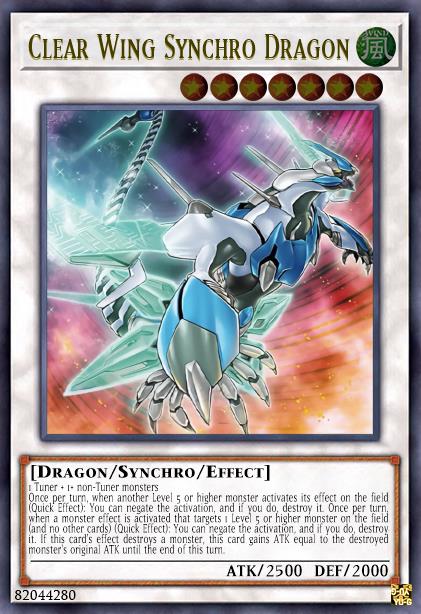 CLEAR WING SYNCHRO DRAGON
WIND
風
[DRAGON/SYNCHRO/EFFECT]
1 Tuner + 1+ non-Tuner monsters
Once per turn, when another Level 5 or higher monster activates its effect on the field
(Quick Effect): You can negate the activation, and if you do, destroy it. Once per turn,
when a monster effect is activated that targets 1 Level 5 or higher monster on the field
(and no other cards) (Quick Effect): You can negate the activation, and if you do, destroy
it. If this card's effect destroys a monster, this card gains ATK equal to the destroyed
monster's original ATK until the end of this turn.
ATK/2500 DEF/2000
82044280